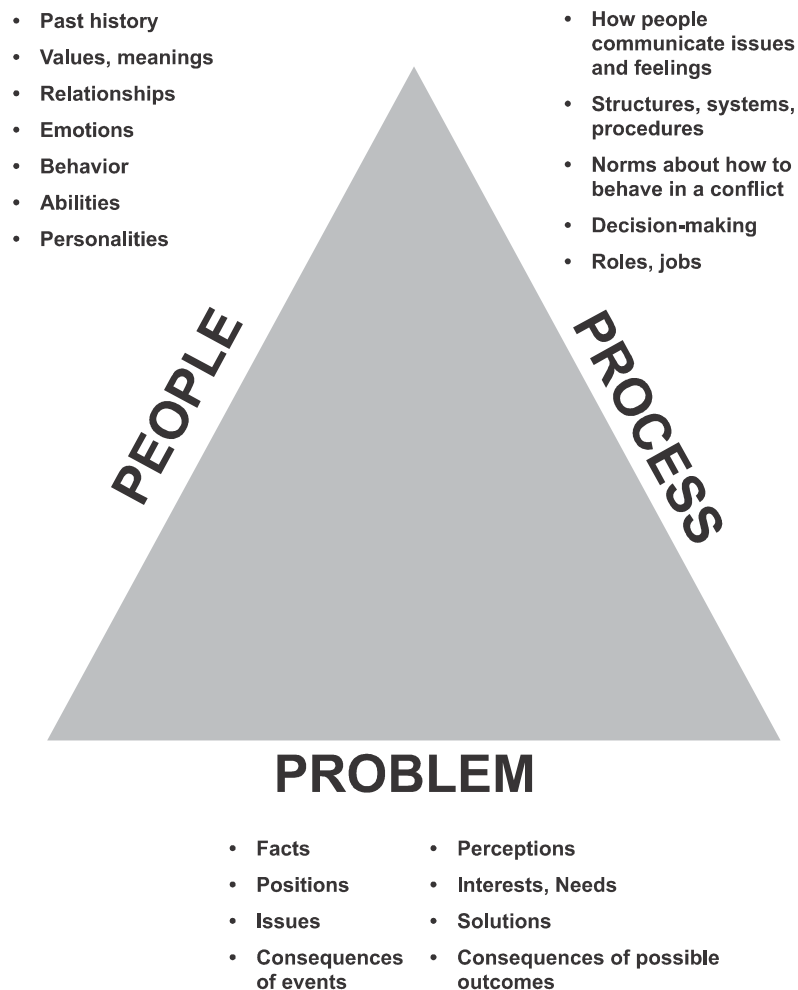 • Past history
• Values, meanings
• Relationships
• Emotions
• Behavior
• Abilities
• Personalities
• How people
communicate issues
and feelings
• Structures, systems,
procedures
• Norms about how to
behave in a conflict
• Decision-making
• Roles, jobs
PEOPLE
PROCESS
PROBLEM
• Facts
• Positions
• Issues
• Consequences
of events
• Perceptions
• Interests, Needs
• Solutions
• Consequences of possible
outcomes